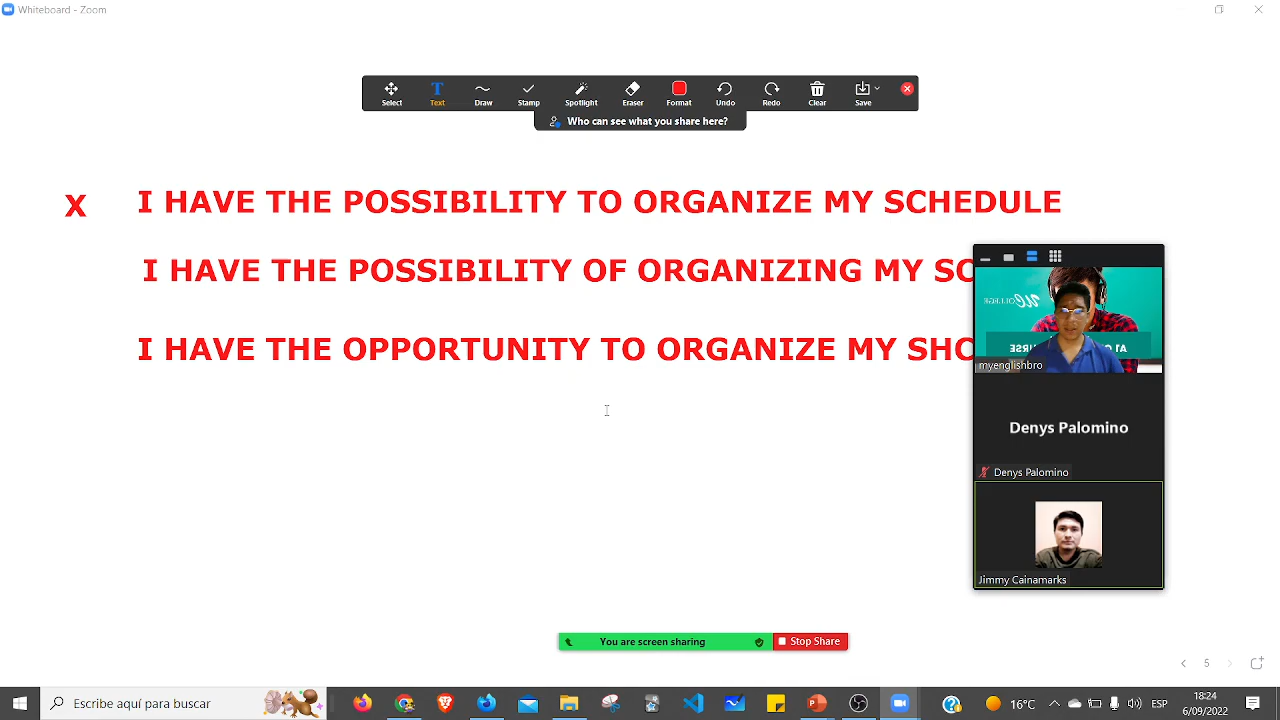 Whiteboard - Zoom
Select Text Draw Stamp Spotlight Eraser Format Undo Redo Clear Save
Who can see what you share here?
X I HAVE THE POSSIBILITY TO ORGANIZE MY SCHEDULE
I HAVE THE POSSIBILITY OF ORGANIZING MY SC
I HAVE THE OPPORTUNITY TO ORGANIZE MY SHC
myenglishbro
Denys Palomino
Denys Palomino
Jimmy Cainamarks
You are screen sharing Stop Share
5
Escribe aquí para buscar
16°C
ESP
18:24
6/09/2022